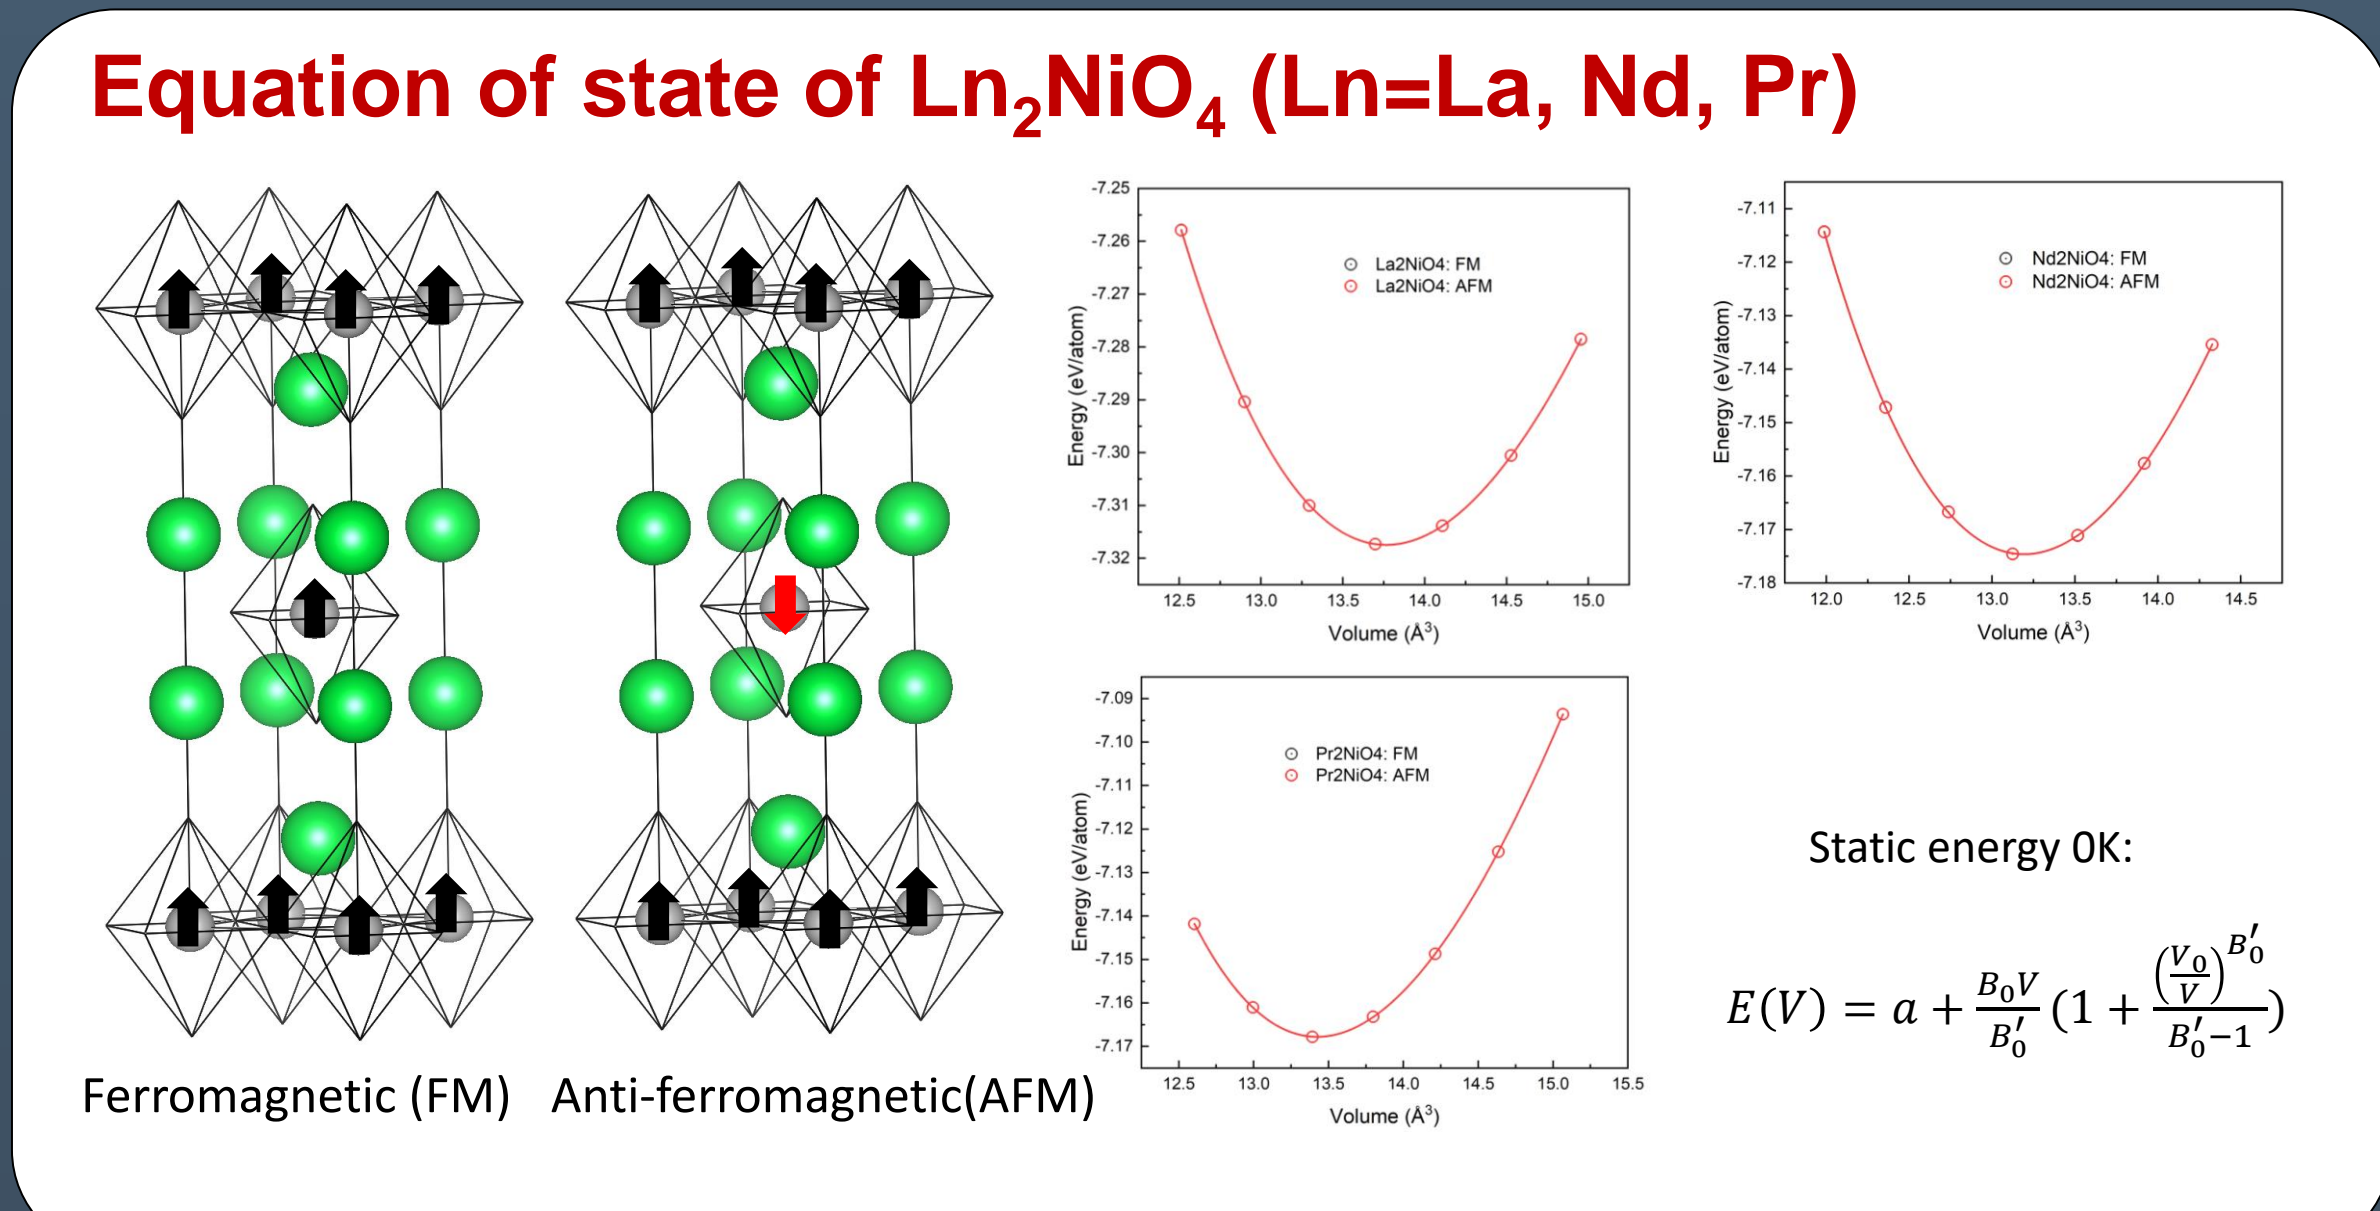 Equation of state of Ln₂NiO₄ (Ln=La, Nd, Pr)
Ferromagnetic (FM)
Anti-ferromagnetic(AFM)
-7.25
-7.26
-7.27
-7.28
-7.29
-7.30
-7.31
-7.32
Energy (eV/atom)
La2NiO4: FM
La2NiO4: AFM
12.5 13.0 13.5 14.0 14.5 15.0
Volume (Å³)
-7.11
-7.12
-7.13
-7.14
-7.15
-7.16
-7.17
-7.18
Energy (eV/atom)
Nd2NiO4: FM
Nd2NiO4: AFM
12.0 12.5 13.0 13.5 14.0 14.5
Volume (Å³)
-7.09
-7.10
-7.11
-7.12
-7.13
-7.14
-7.15
-7.16
-7.17
Energy (eV/atom)
Pr2NiO4: FM
Pr2NiO4: AFM
12.5 13.0 13.5 14.0 14.5 15.0 15.5
Volume (Å³)
Static energy 0K:
E(V) = a + B₀V/B₀′ (1 + (V₀/V)^B₀′/(B₀′−1))